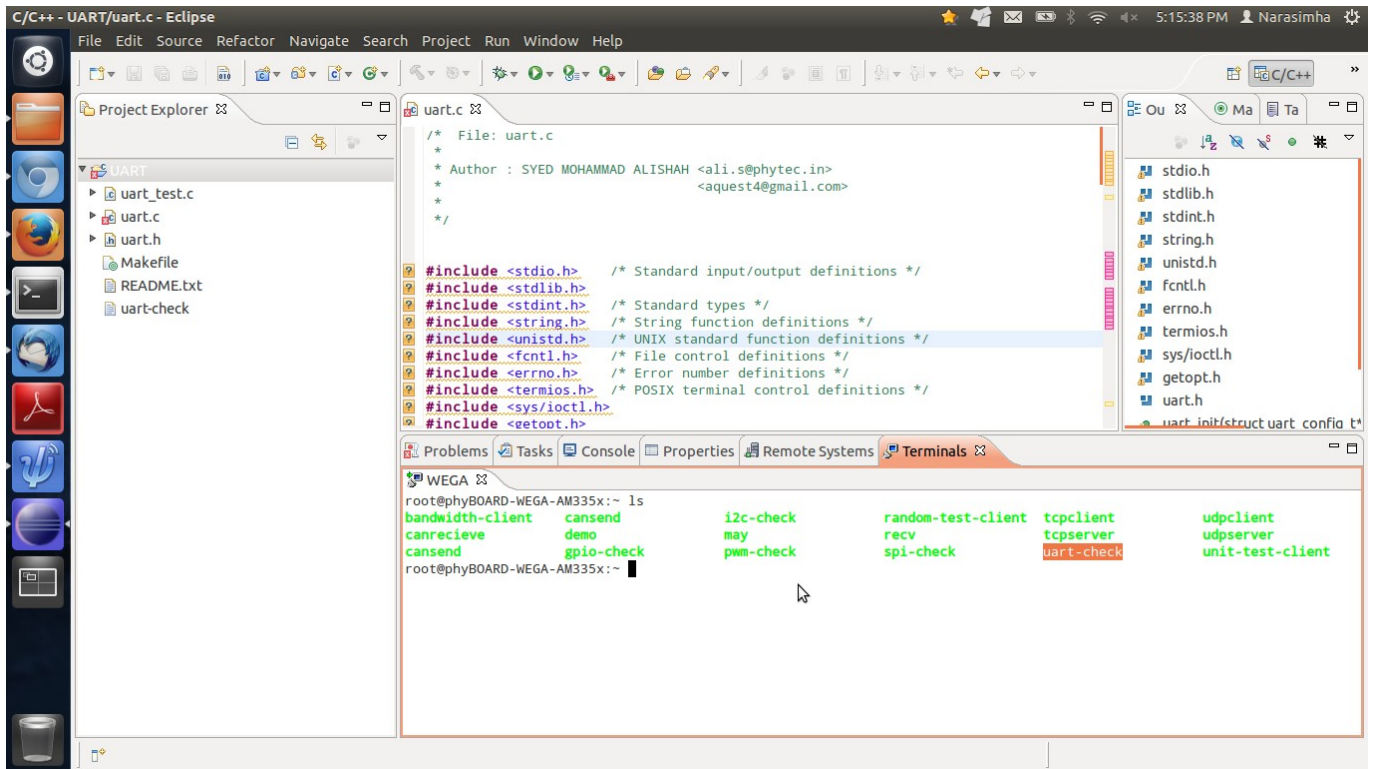 C/C++ - UART/uart.c - Eclipse
5:15:38 PM Narasimha
File Edit Source Refactor Navigate Search Project Run Window Help
C/C++ »
Project Explorer
UART
uart_test.c
uart.c
uart.h
Makefile
README.txt
uart-check
uart.c
/* File: uart.c
*
* Author : SYED MOHAMMAD ALISHAH <ali.s@phytec.in>
* <aquest4@gmail.com>
*
*/
#include <stdio.h> /* Standard input/output definitions */
#include <stdlib.h>
#include <stdint.h> /* Standard types */
#include <string.h> /* String function definitions */
#include <unistd.h> /* UNIX standard function definitions */
#include <fcntl.h> /* File control definitions */
#include <errno.h> /* Error number definitions */
#include <termios.h> /* POSIX terminal control definitions */
#include <sys/ioctl.h>
#include <getopt.h>
Ou Ma Ta
stdio.h
stdlib.h
stdint.h
string.h
unistd.h
fcntl.h
errno.h
termios.h
sys/ioctl.h
getopt.h
uart.h
uart_init(struct uart_config_t*
Problems Tasks Console Properties Remote Systems Terminals
WEGA
root@phyBOARD-WEGA-AM335x:~ ls
bandwidth-client cansend i2c-check random-test-client tcpclient udpclient
canrecieve demo may recv tcpserver udpserver
cansend gpio-check pwm-check spi-check uart-check unit-test-client
root@phyBOARD-WEGA-AM335x:~